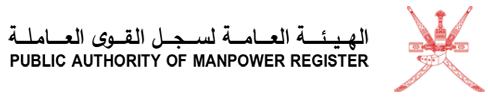 الهيئة العامة لسجل القوى العاملة
PUBLIC AUTHORITY OF MANPOWER REGISTER